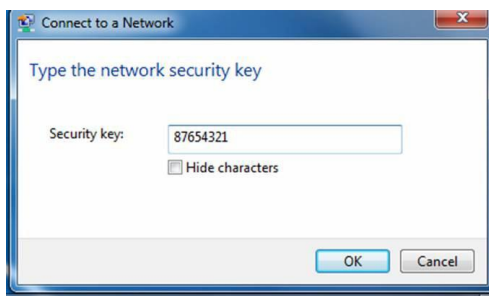 Connect to a Network
Type the network security key
Security key: 87654321
Hide characters
OK Cancel